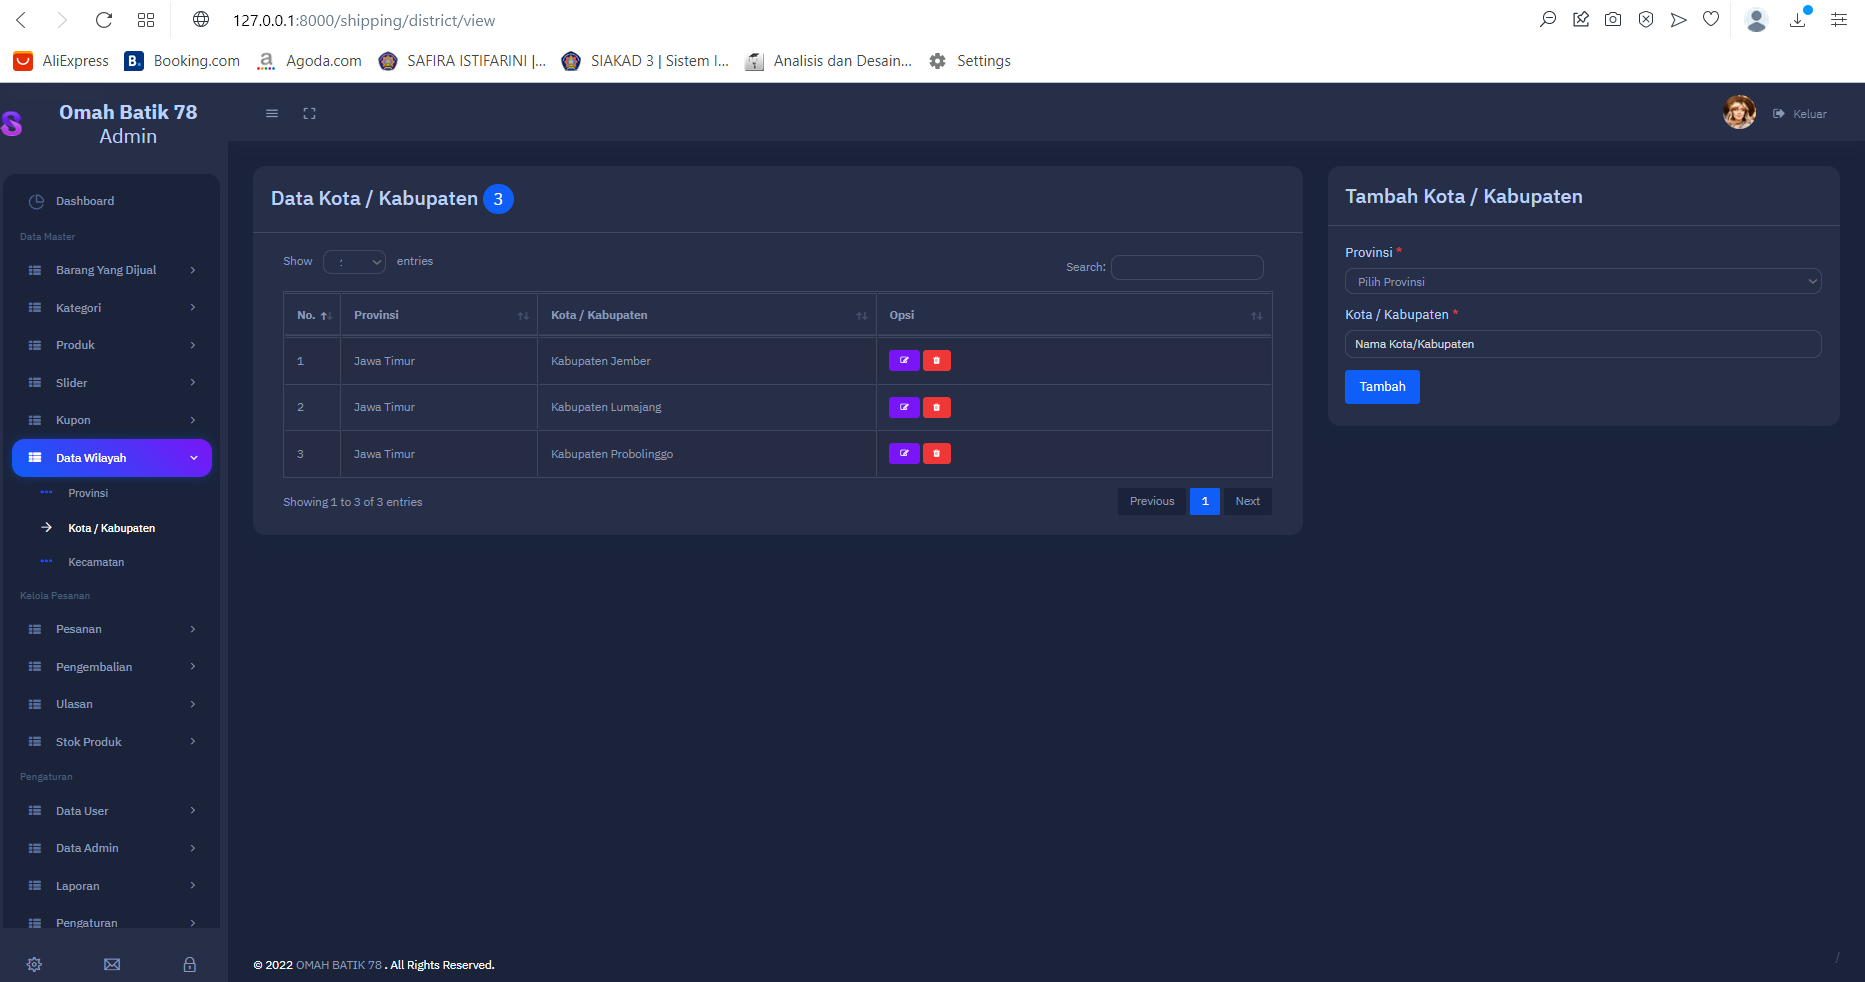 127.0.0.1:8000/shipping/district/view
AliExpress
Booking.com
Agoda.com
SAFIRA ISTIFARINI |...
SIAKAD 3 | Sistem I...
Analisis dan Desain...
Settings
Omah Batik 78
Admin
Keluar
Dashboard
Data Master
Barang Yang Dijual
Kategori
Produk
Slider
Kupon
Data Wilayah
Provinsi
Kota / Kabupaten
Kecamatan
Kelola Pesanan
Pesanan
Pengembalian
Ulasan
Stok Produk
Pengaturan
Data User
Data Admin
Laporan
Pengaturan
Data Kota / Kabupaten 3
Show
entries
Search:
No. Provinsi Kota / Kabupaten Opsi
1 Jawa Timur Kabupaten Jember
2 Jawa Timur Kabupaten Lumajang
3 Jawa Timur Kabupaten Probolinggo
Showing 1 to 3 of 3 entries
Previous 1 Next
Tambah Kota / Kabupaten
Provinsi *
Pilih Provinsi
Kota / Kabupaten *
Nama Kota/Kabupaten
Tambah
© 2022 OMAH BATIK 78 . All Rights Reserved.
/